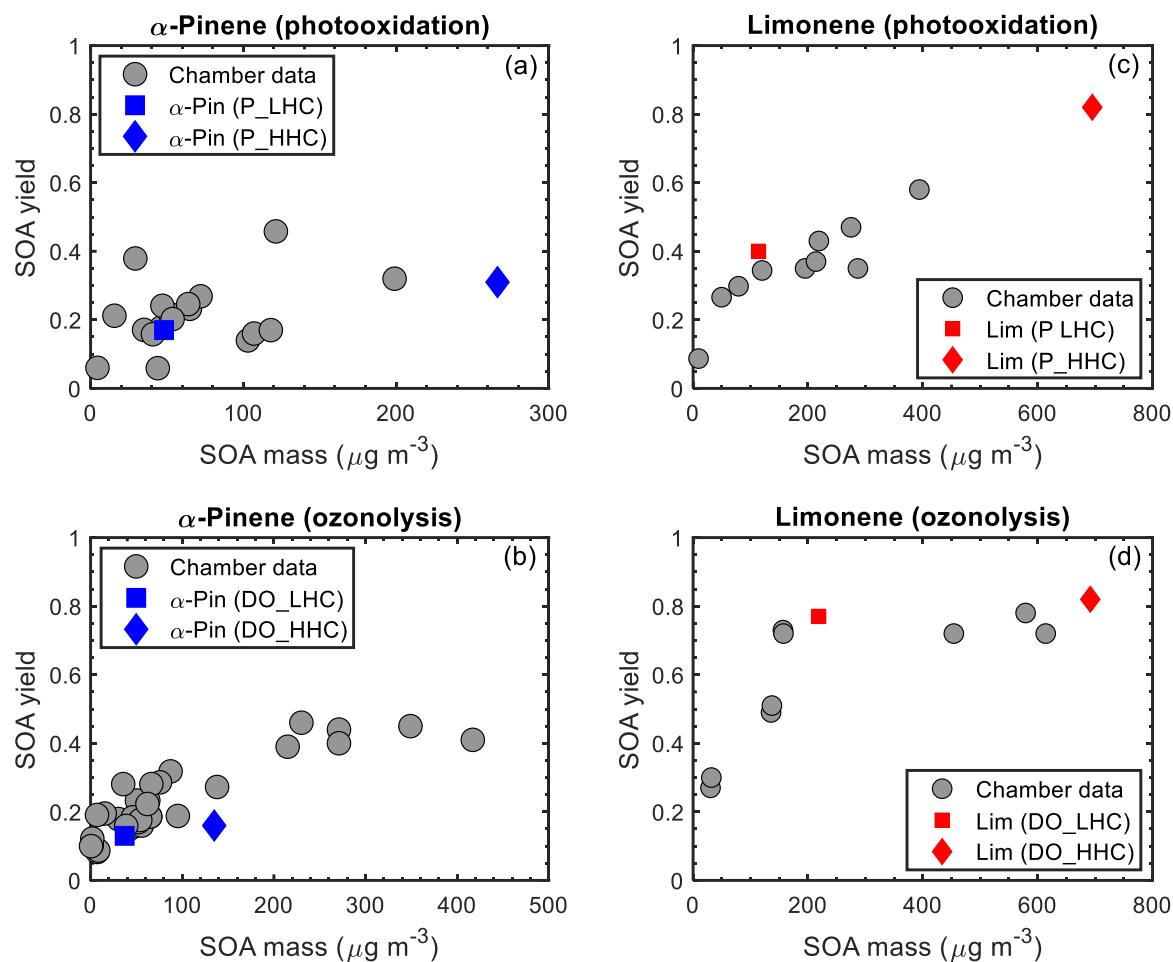 α-Pinene (photooxidation)
(a)
Chamber data
α-Pin (P_LHC)
α-Pin (P_HHC)
1
0.8
0.6
0.4
0.2
0
SOA yield
0 100 200 300
SOA mass (μg m-3)
Limonene (photooxidation)
(c)
1
0.8
0.6
0.4
0.2
0
SOA yield
Chamber data
Lim (P LHC)
Lim (P_HHC)
0 200 400 600 800
SOA mass (μg m-3)
α-Pinene (ozonolysis)
(b)
Chamber data
α-Pin (DO_LHC)
α-Pin (DO_HHC)
1
0.8
0.6
0.4
0.2
0
SOA yield
0 100 200 300 400 500
SOA mass (μg m-3)
Limonene (ozonolysis)
(d)
1
0.8
0.6
0.4
0.2
0
SOA yield
Chamber data
Lim (DO_LHC)
Lim (DO_HHC)
0 200 400 600 800
SOA mass (μg m-3)